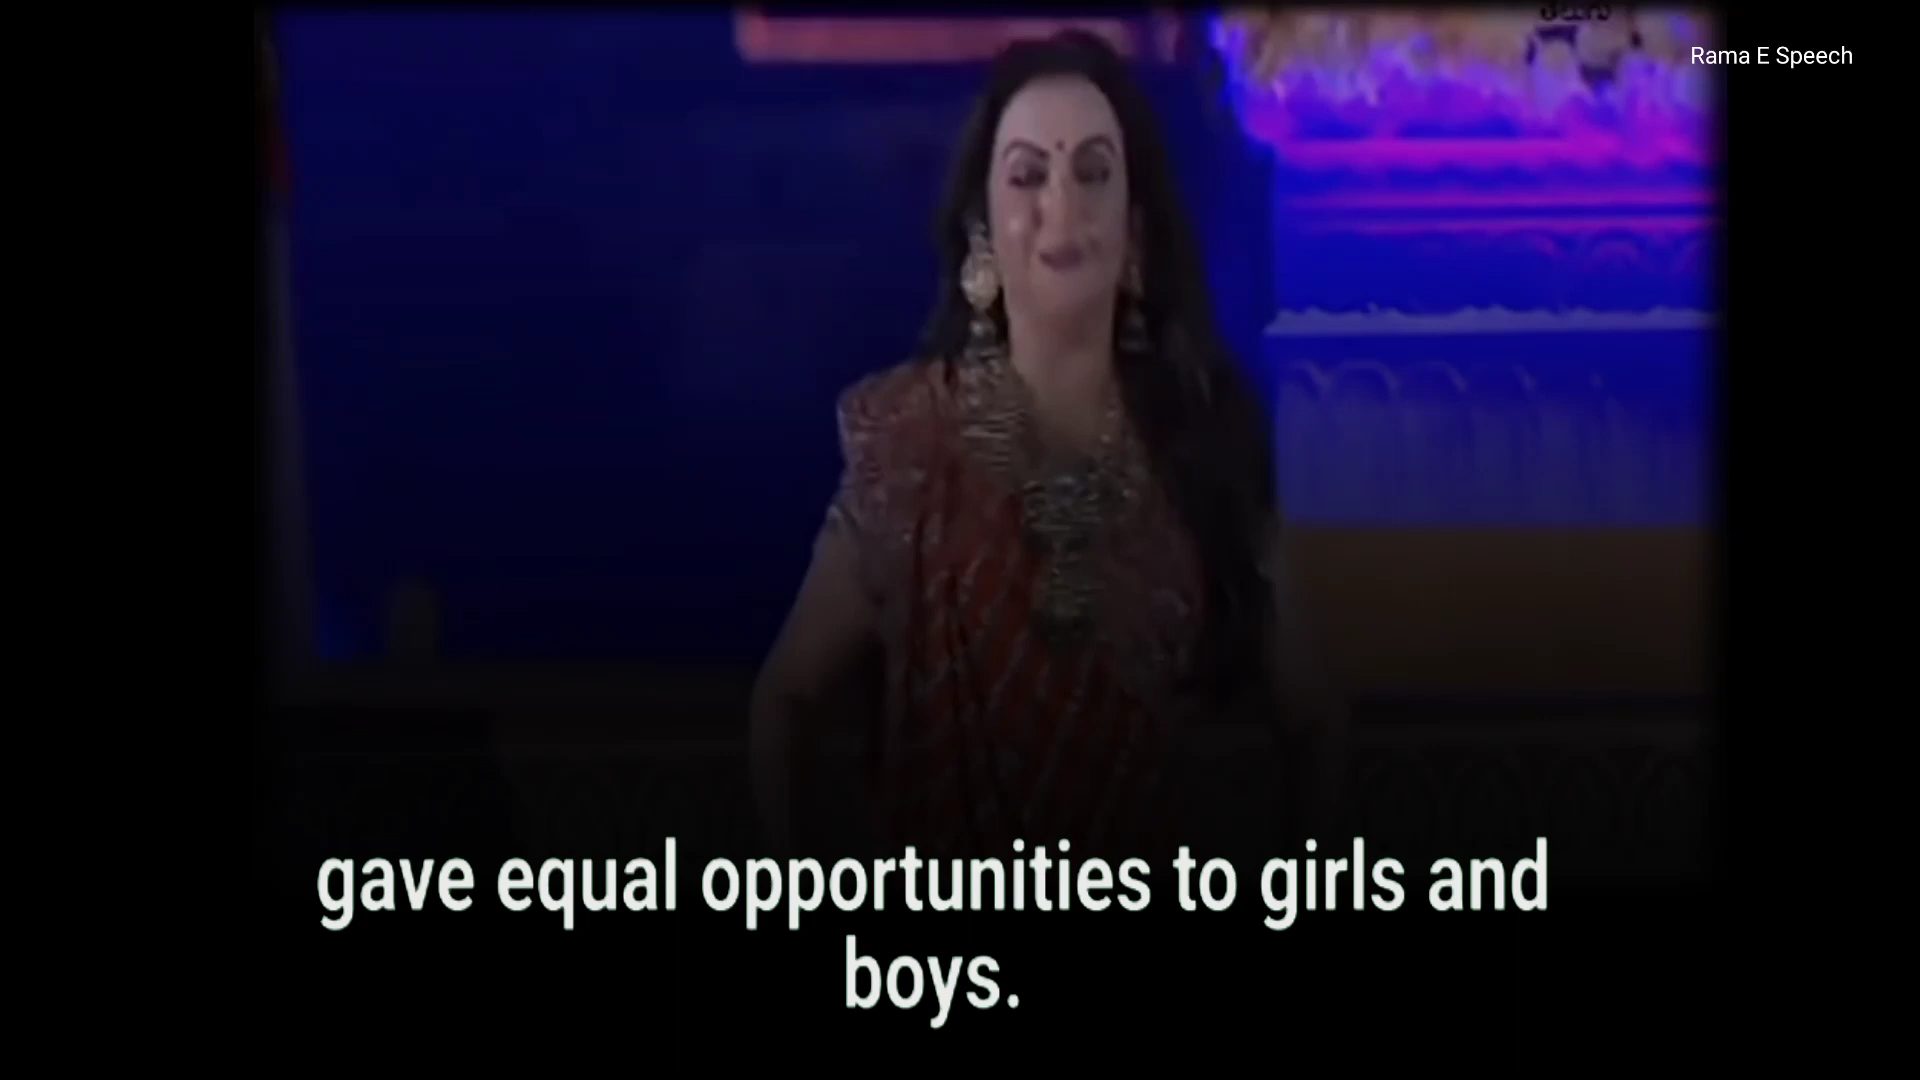 Rama E Speech
gave equal opportunities to girls and
boys.